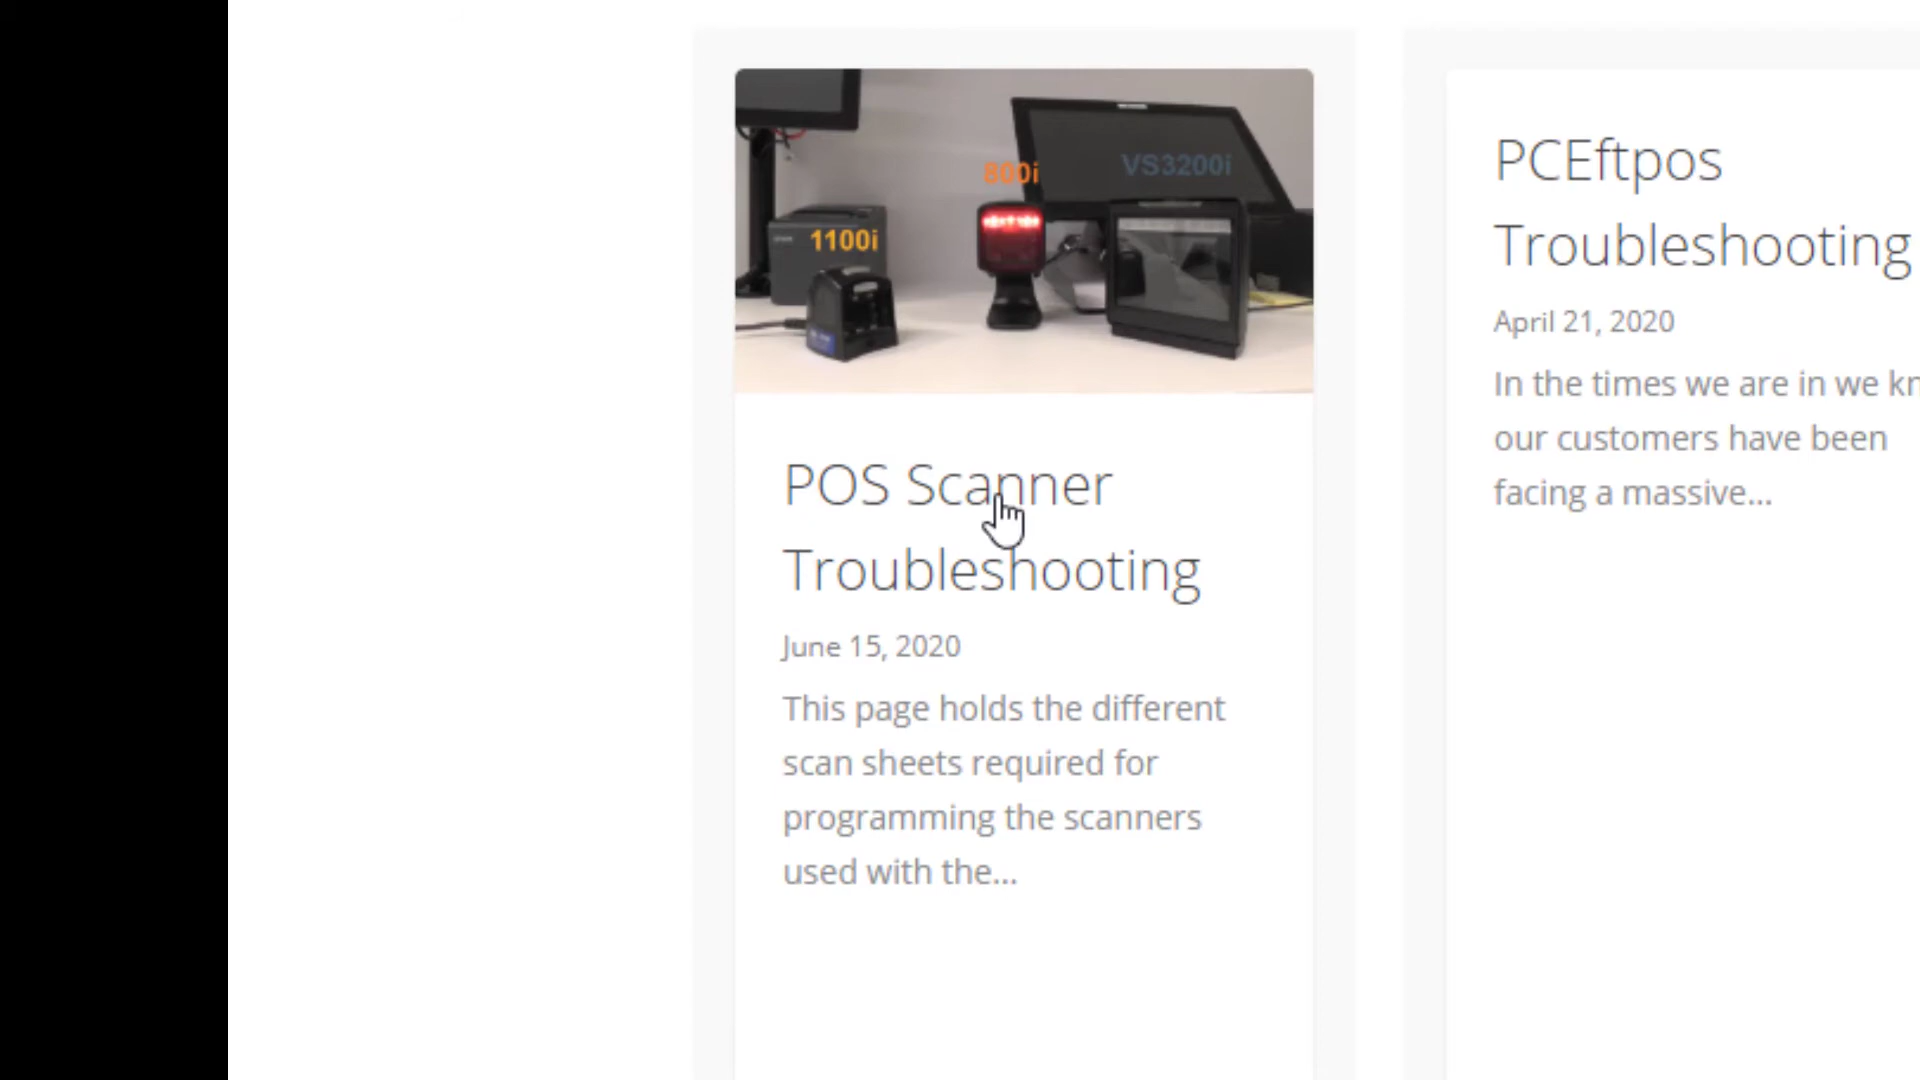 800i
VS3200i
1100i
POS Scanner
Troubleshooting
June 15, 2020
This page holds the different
scan sheets required for
programming the scanners
used with the...
PCEftpos
Troubleshooting
April 21, 2020
In the times we are in we kn
our customers have been
facing a massive...